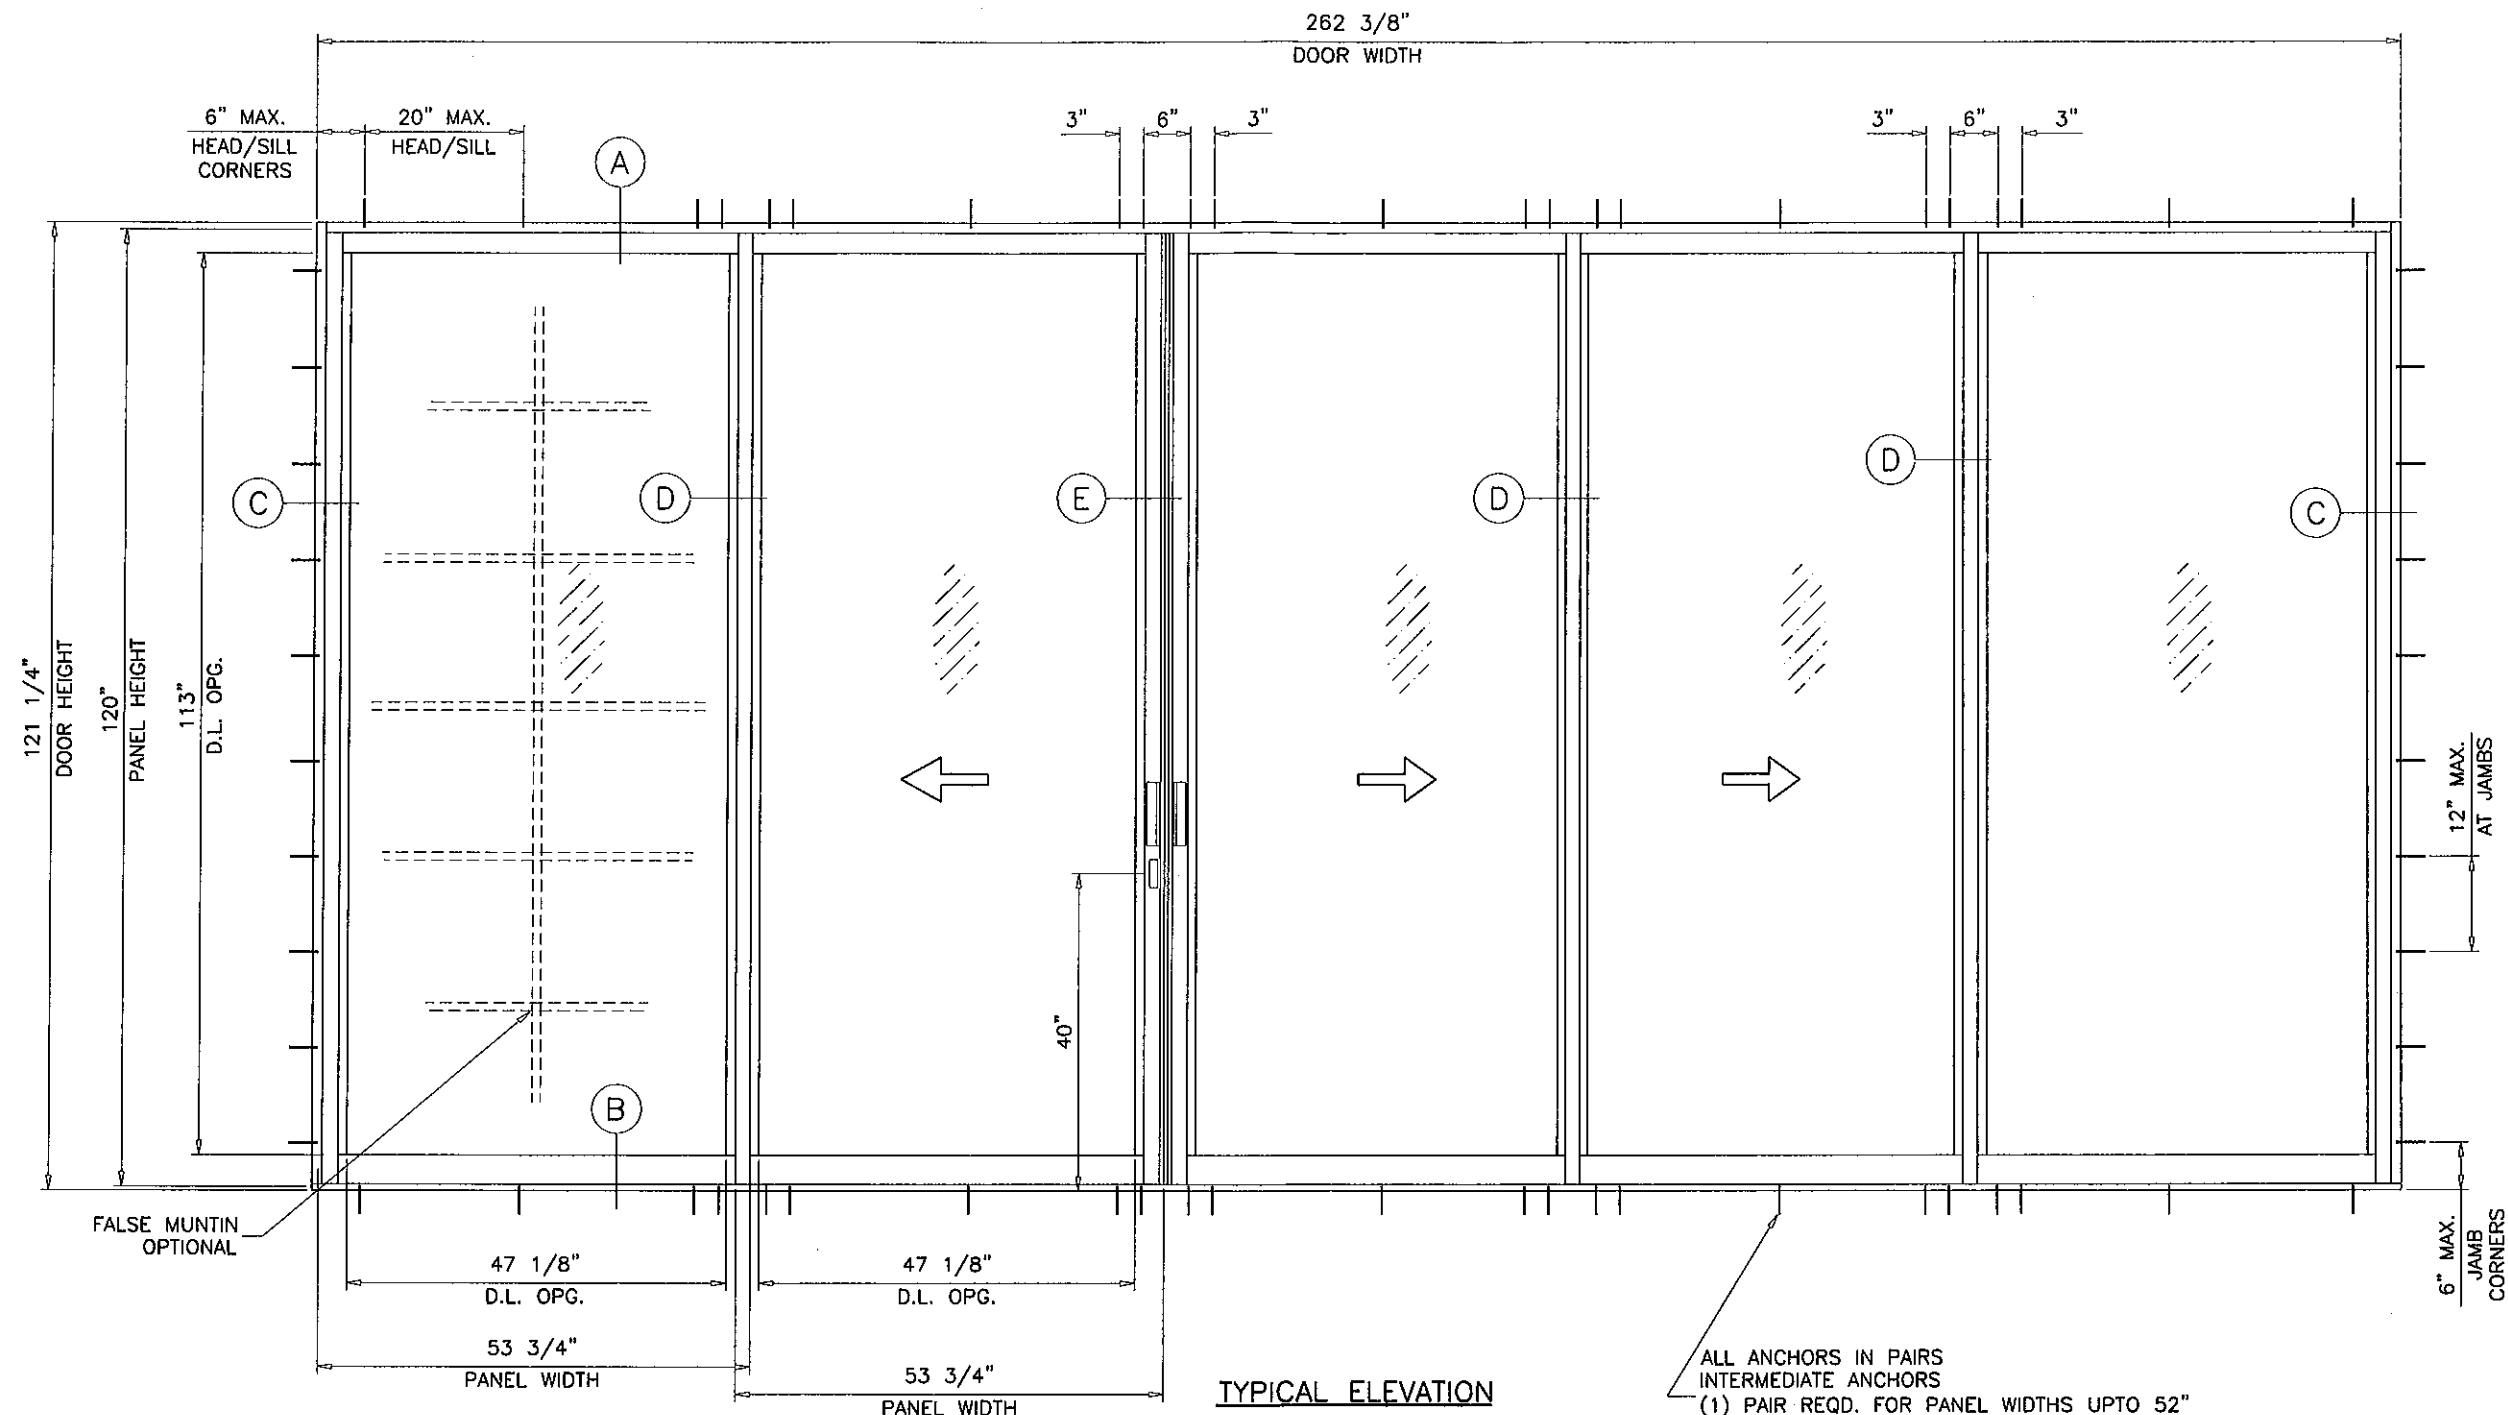 262 3/8"
DOOR WIDTH
6" MAX.
HEAD/SILL
CORNERS
20" MAX.
HEAD/SILL
3"
6"
3"
3"
6"
3"
A
C
D
E
D
D
C
121 1/4"
DOOR HEIGHT
120"
PANEL HEIGHT
113"
D.L. OPG.
12" MAX.
AT JAMBS
40"
B
FALSE MUNTIN
OPTIONAL
47 1/8"
D.L. OPG.
47 1/8"
D.L. OPG.
6" MAX.
JAMB
CORNERS
53 3/4"
PANEL WIDTH
53 3/4"
PANEL WIDTH
TYPICAL ELEVATION
ALL ANCHORS IN PAIRS
INTERMEDIATE ANCHORS
(1) PAIR REQD. FOR PANEL WIDTHS UPTO 52"